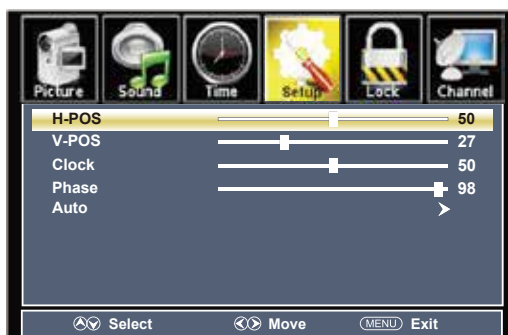 Picture Sound Time Setup Lock Channel
H-POS 50
V-POS 27
Clock 50
Phase 98
Auto
Select Move MENU Exit